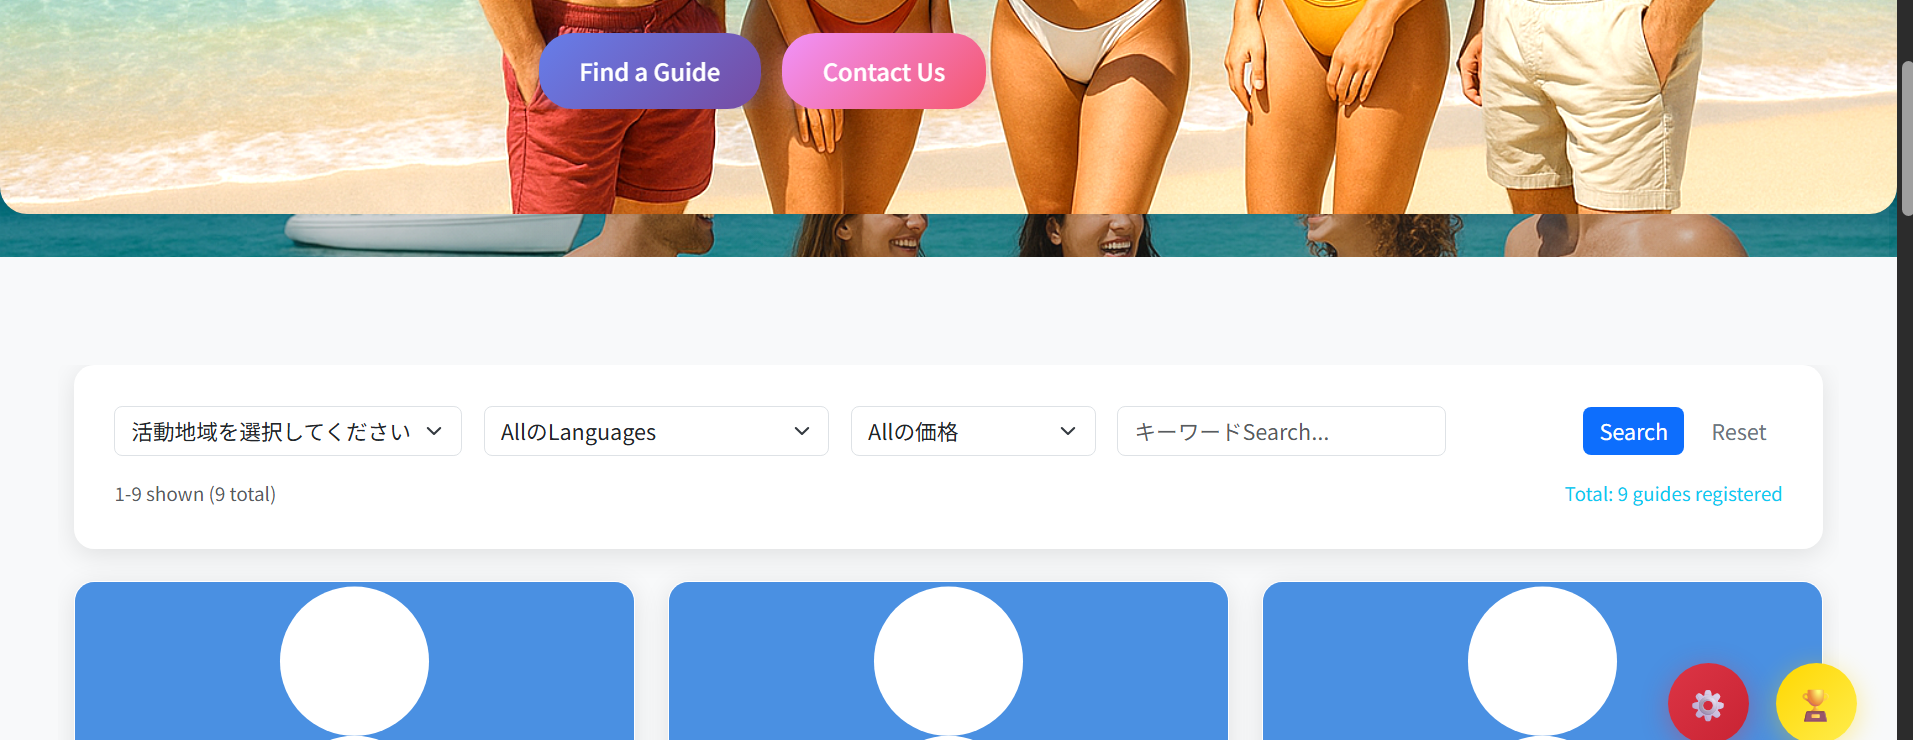 Find a Guide
Contact Us
活動地域を選択してください
AllのLanguages
Allの価格
キーワードSearch...
Search
Reset
1-9 shown (9 total)
Total: 9 guides registered